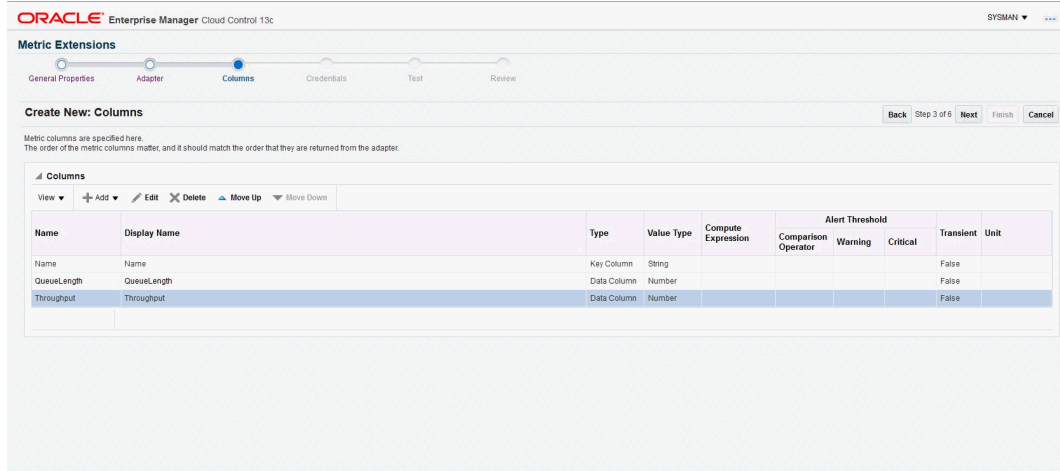 ORACLE® Enterprise Manager Cloud Control 13c
SYSMAN
Metric Extensions
General Properties Adapter Columns Credentials Test Review
Create New: Columns
Back Step 3 of 6 Next Finish Cancel
Metric columns are specified here.
The order of the metric columns matter, and it should match the order that they are returned from the adapter.
Columns
View Add Edit Delete Move Up Move Down
Name Display Name Type Value Type Compute Expression Alert Threshold Comparison Operator Warning Critical Transient Unit
Name Name Key Column String False
QueueLength QueueLength Data Column Number False
Throughput Throughput Data Column Number False